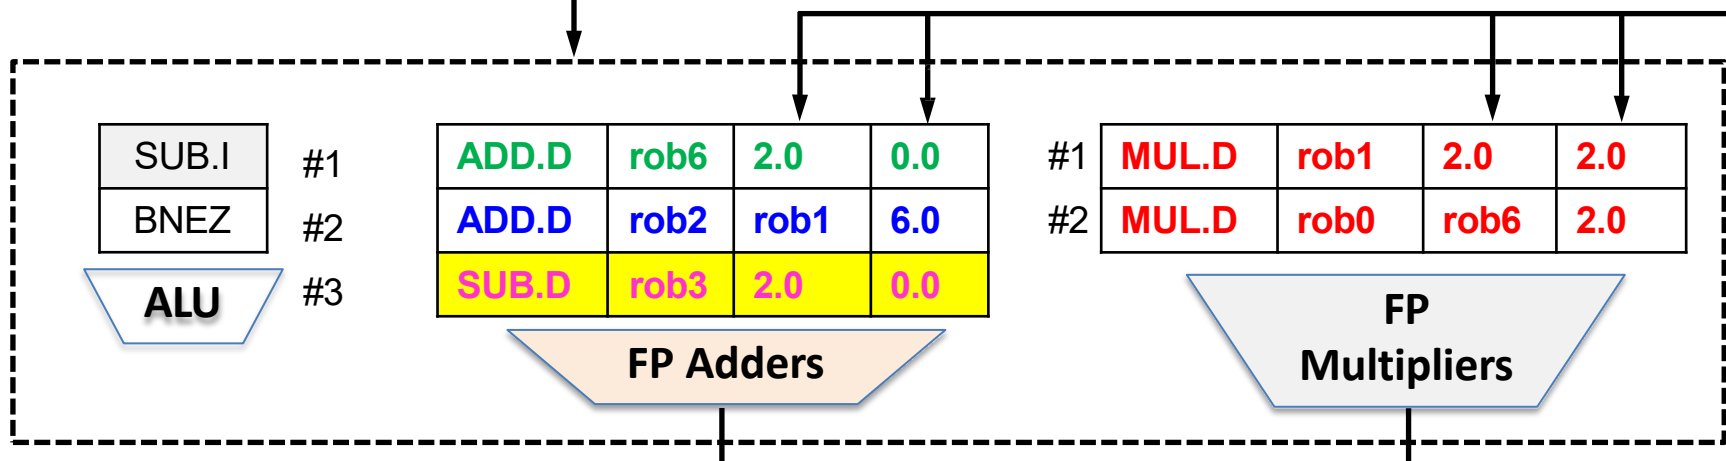 SUB.I #1 ADD.D rob6 2.0 0.0 #1 MUL.D rob1 2.0 2.0
BNEZ #2 ADD.D rob2 rob1 6.0 #2 MUL.D rob0 rob6 2.0
ALU #3 SUB.D rob3 2.0 0.0
FP Adders
FP
Multipliers